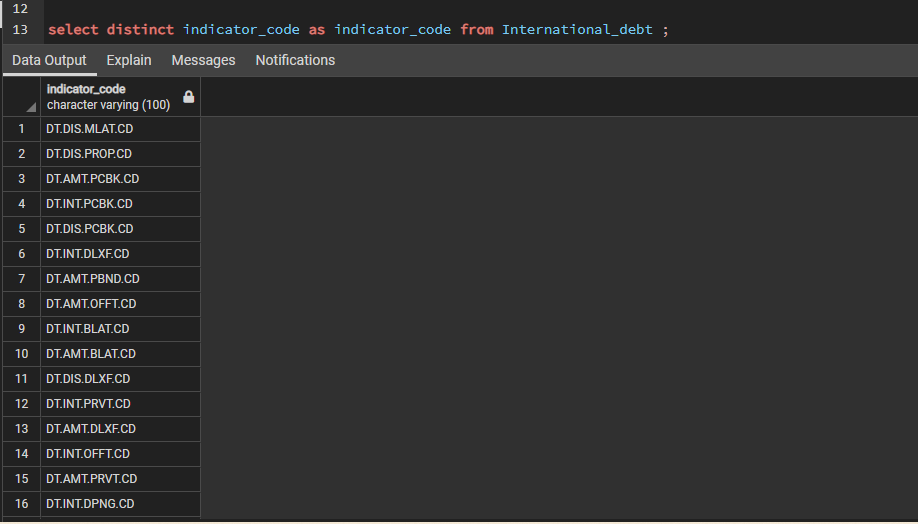 12
13 select distinct indicator_code as indicator_code from International_debt ;
Data Output Explain Messages Notifications
indicator_code
character varying (100)
1 DT.DIS.MLAT.CD
2 DT.DIS.PROP.CD
3 DT.AMT.PCBK.CD
4 DT.INT.PCBK.CD
5 DT.DIS.PCBK.CD
6 DT.INT.DLXF.CD
7 DT.AMT.PBND.CD
8 DT.AMT.OFFT.CD
9 DT.INT.BLAT.CD
10 DT.AMT.BLAT.CD
11 DT.DIS.DLXF.CD
12 DT.INT.PRVT.CD
13 DT.AMT.DLXF.CD
14 DT.INT.OFFT.CD
15 DT.AMT.PRVT.CD
16 DT.INT.DPNG.CD